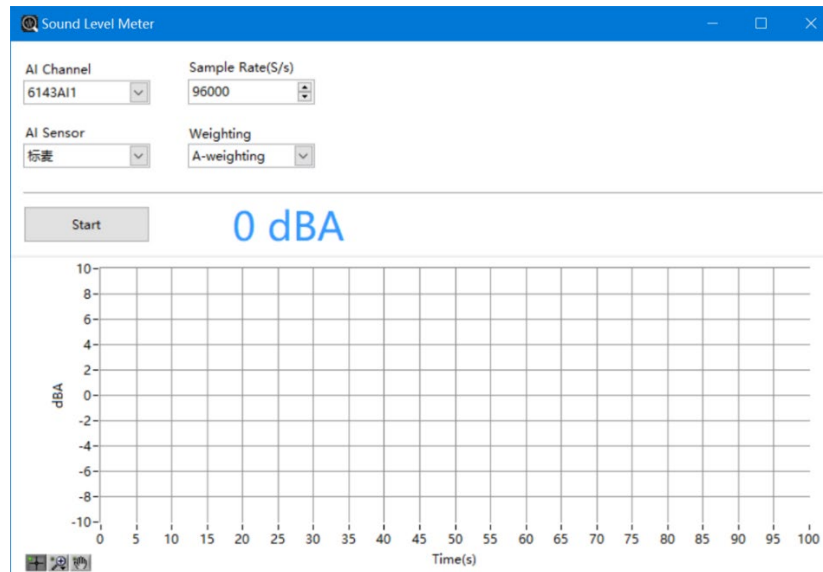 Sound Level Meter
AI Channel
Sample Rate(S/s)
6143AI1
96000
AI Sensor
Weighting
标麦
A-weighting
Start
0 dBA
10
8
6
4
2
0
-2
-4
-6
-8
-10
dBA
0 5 10 15 20 25 30 35 40 45 50 55 60 65 70 75 80 85 90 95 100
Time(s)